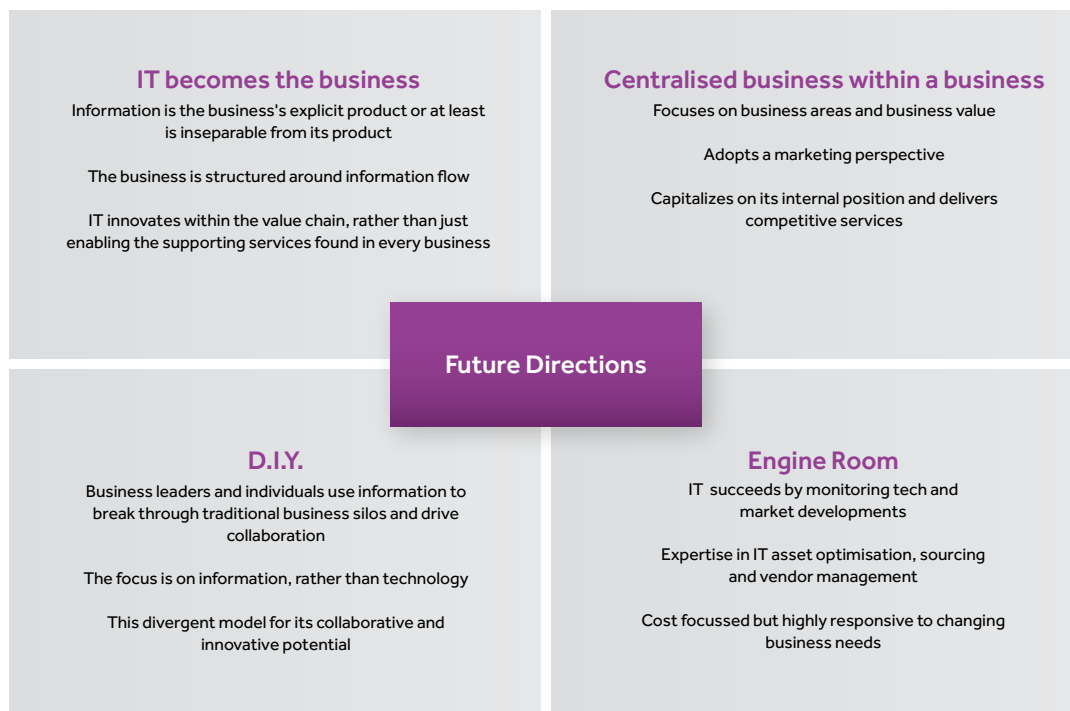 IT becomes the business
Information is the business's explicit product or at least
is inseparable from its product
The business is structured around information flow
IT innovates within the value chain, rather than just
enabling the supporting services found in every business
Centralised business within a business
Focuses on business areas and business value
Adopts a marketing perspective
Capitalizes on its internal position and delivers
competitive services
Future Directions
D.I.Y.
Business leaders and individuals use information to
break through traditional business silos and drive
collaboration
The focus is on information, rather than technology
This divergent model for its collaborative and
innovative potential
Engine Room
IT  succeeds by monitoring tech and
market developments
Expertise in IT asset optimisation, sourcing
and vendor management
Cost focussed but highly responsive to changing
business needs